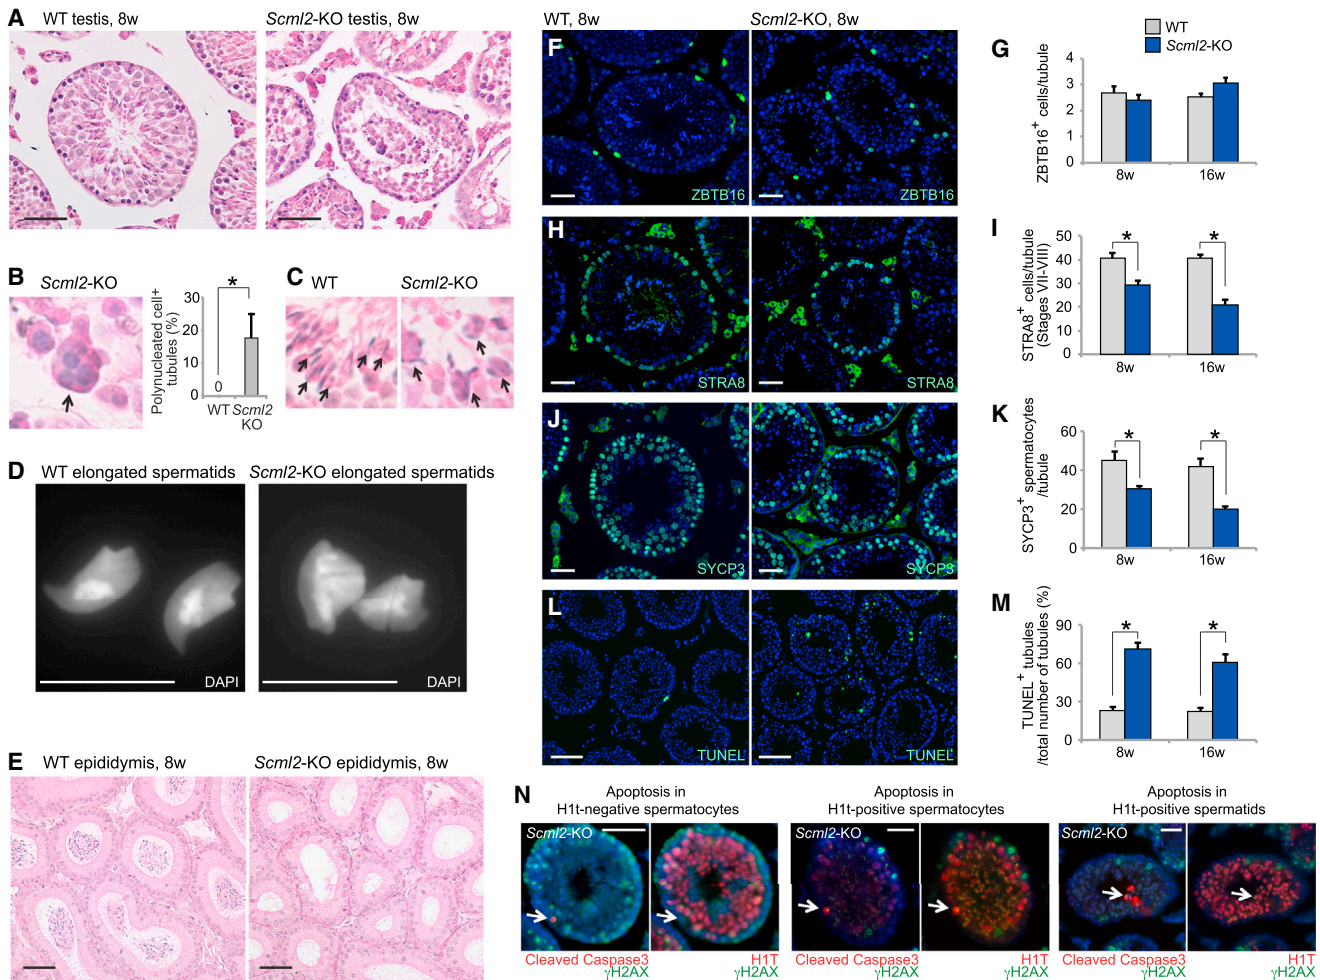 A
WT testis, 8w
Scml2-KO testis, 8w
B
Scml2-KO
Polynucleated cell+
tubules (%)
30
20
10
0
0
*
WT Scml2
KO
C
WT
Scml2-KO
D
WT elongated spermatids
Scml2-KO elongated spermatids
DAPI
DAPI
E
WT epididymis, 8w
Scml2-KO epididymis, 8w
WT, 8w
Scml2-KO, 8w
F
ZBTB16
ZBTB16
H
STRA8
STRA8
J
SYCP3
SYCP3
L
TUNEL
TUNEL
WT
Scml2-KO
G
ZBTB16+ cells/tubule
4
3
2
1
0
8w
16w
I
STRA8+ cells/tubule
(Stages VII-VIII)
50
40
30
20
10
0
*
*
8w
16w
K
SYCP3+ spermatocytes
/tubule
60
40
20
0
*
*
8w
16w
M
TUNEL+ tubules
/total number of tubules (%)
90
60
30
0
*
*
8w
16w
N
Apoptosis in
H1t-negative spermatocytes
Scml2-KO
Cleaved Caspase3
γH2AX
H1T
γH2AX
Apoptosis in
H1t-positive spermatocytes
Scml2-KO
Cleaved Caspase3
γH2AX
H1T
γH2AX
Apoptosis in
H1t-positive spermatids
Scml2-KO
Cleaved Caspase3
γH2AX
H1T
γH2AX